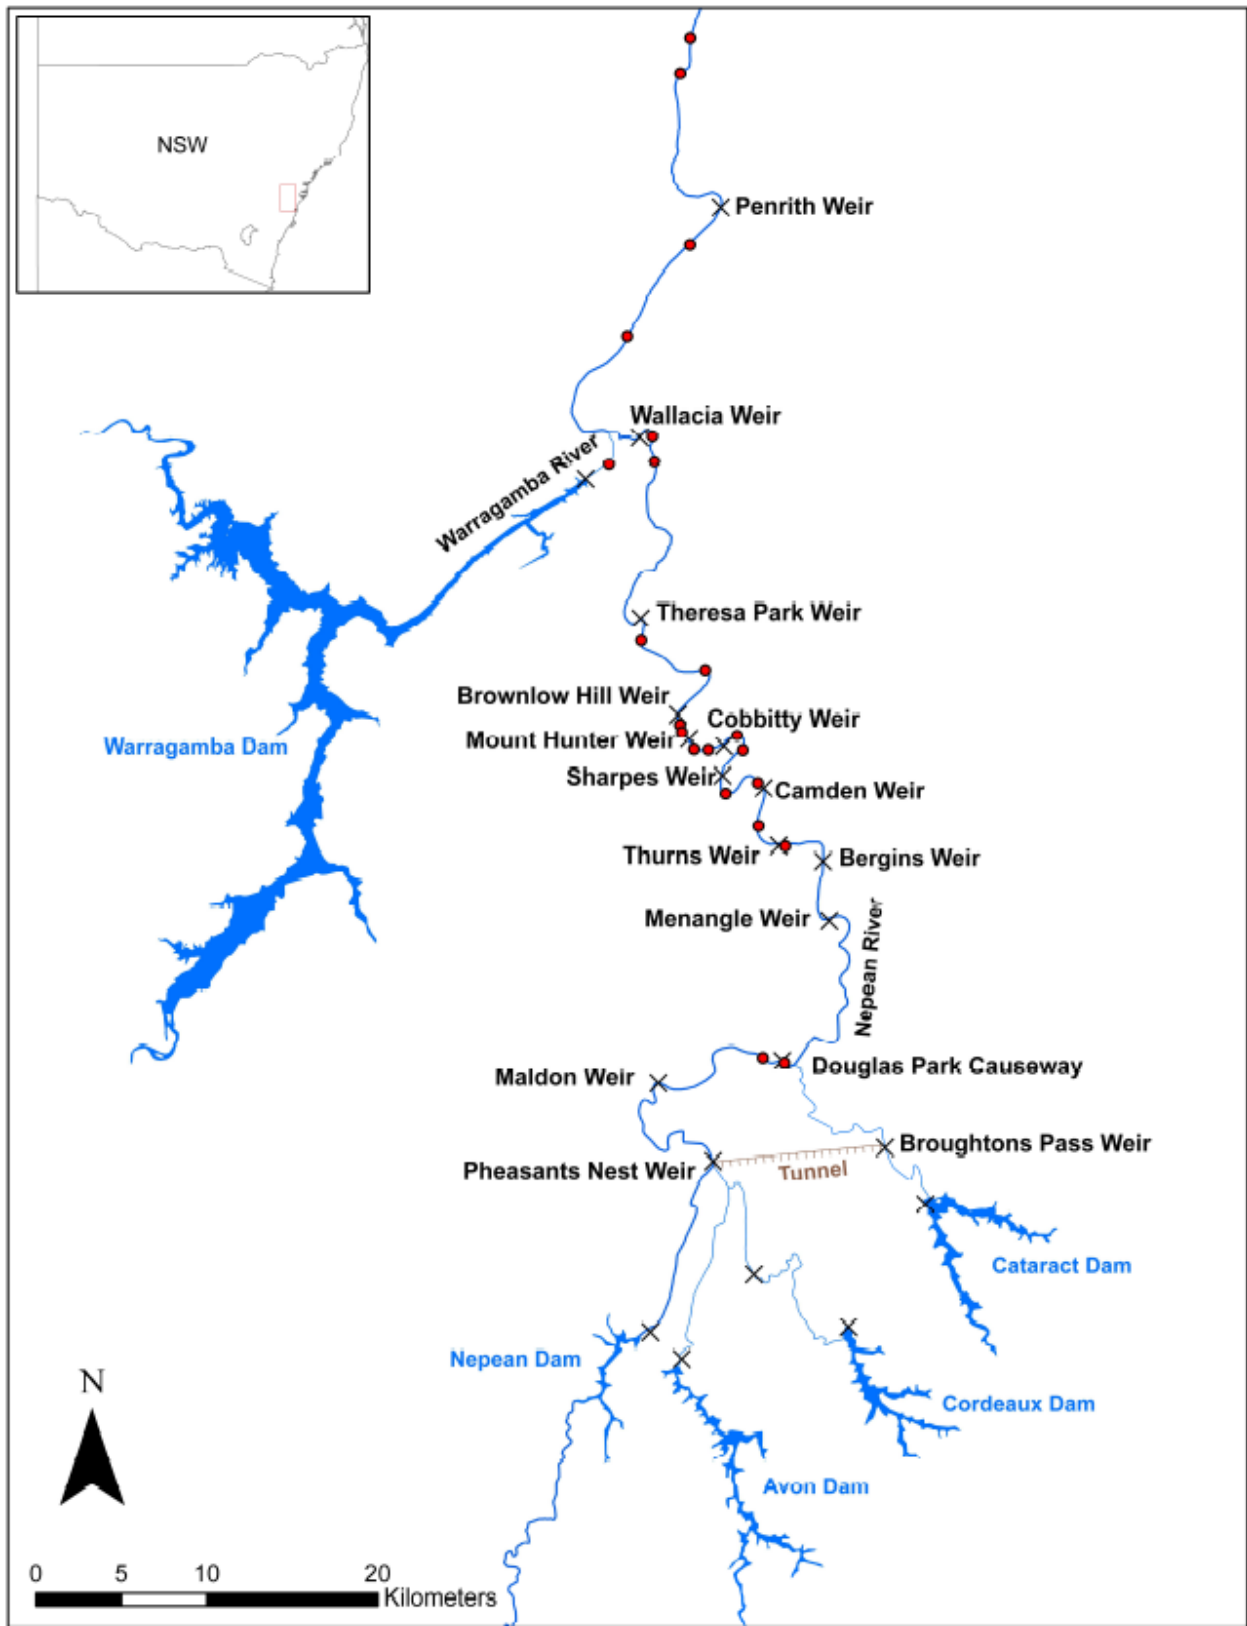 NSW
Penrith Weir
Wallacia Weir
Warragamba River
Theresa Park Weir
Brownlow Hill Weir
Cobbitty Weir
Warragamba Dam
Mount Hunter Weir
Sharpes Weir
Camden Weir
Thurns Weir
Bergins Weir
Menangle Weir
Nepean River
Douglas Park Causeway
Maldon Weir
Broughtons Pass Weir
Pheasants Nest Weir
Tunnel
Cataract Dam
Nepean Dam
N
Cordeaux Dam
Avon Dam
0 5 10 20
Kilometers